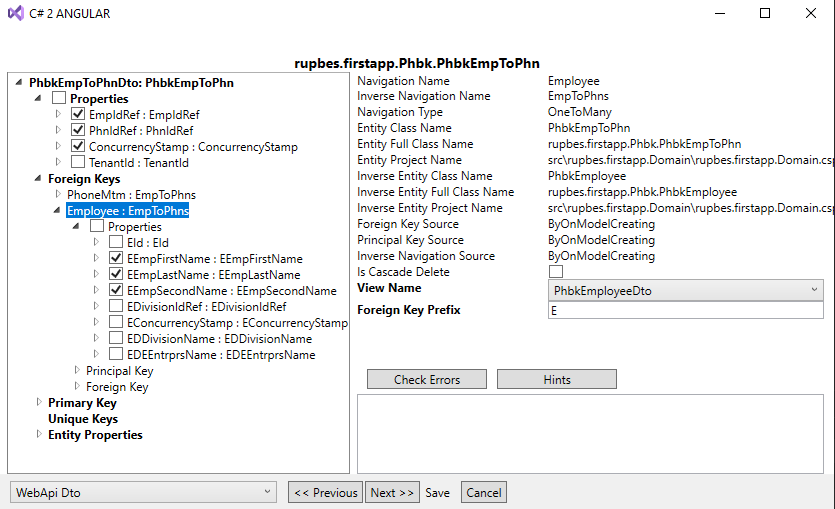 C# 2 ANGULAR
rupbes.firstapp.Phbk.PhbkEmpToPhn
PhbkEmpToPhnDto: PhbkEmpToPhn
Properties
EmpIdRef : EmpIdRef
PhnIdRef : PhnIdRef
ConcurrencyStamp : ConcurrencyStamp
TenantId : TenantId
Foreign Keys
PhoneMtm : EmpToPhns
Employee : EmpToPhns
Properties
EId : EId
EEmpFirstName : EEmpFirstName
EEmpLastName : EEmpLastName
EEmpSecondName : EEmpSecondName
EDivisionIdRef : EDivisionIdRef
EConcurrencyStamp : EConcurrencyStamp
EDDivisionName : EDDivisionName
EDEEntrprsName : EDEEntrprsName
Principal Key
Foreign Key
Primary Key
Unique Keys
Entity Properties
Navigation Name Employee
Inverse Navigation Name EmpToPhns
Navigation Type OneToMany
Entity Class Name PhbkEmpToPhn
Entity Full Class Name rupbes.firstapp.Phbk.PhbkEmpToPhn
Entity Project Name src\rupbes.firstapp.Domain\rupbes.firstapp.Domain.csp
Inverse Entity Class Name PhbkEmployee
Inverse Entity Full Class Name rupbes.firstapp.Phbk.PhbkEmployee
Inverse Entity Project Name src\rupbes.firstapp.Domain\rupbes.firstapp.Domain.csp
Foreign Key Source ByOnModelCreating
Principal Key Source ByOnModelCreating
Inverse Navigation Source ByOnModelCreating
Is Cascade Delete
View Name PhbkEmployeeDto
Foreign Key Prefix E
Check Errors Hints
WebApi Dto << Previous Next >> Save Cancel